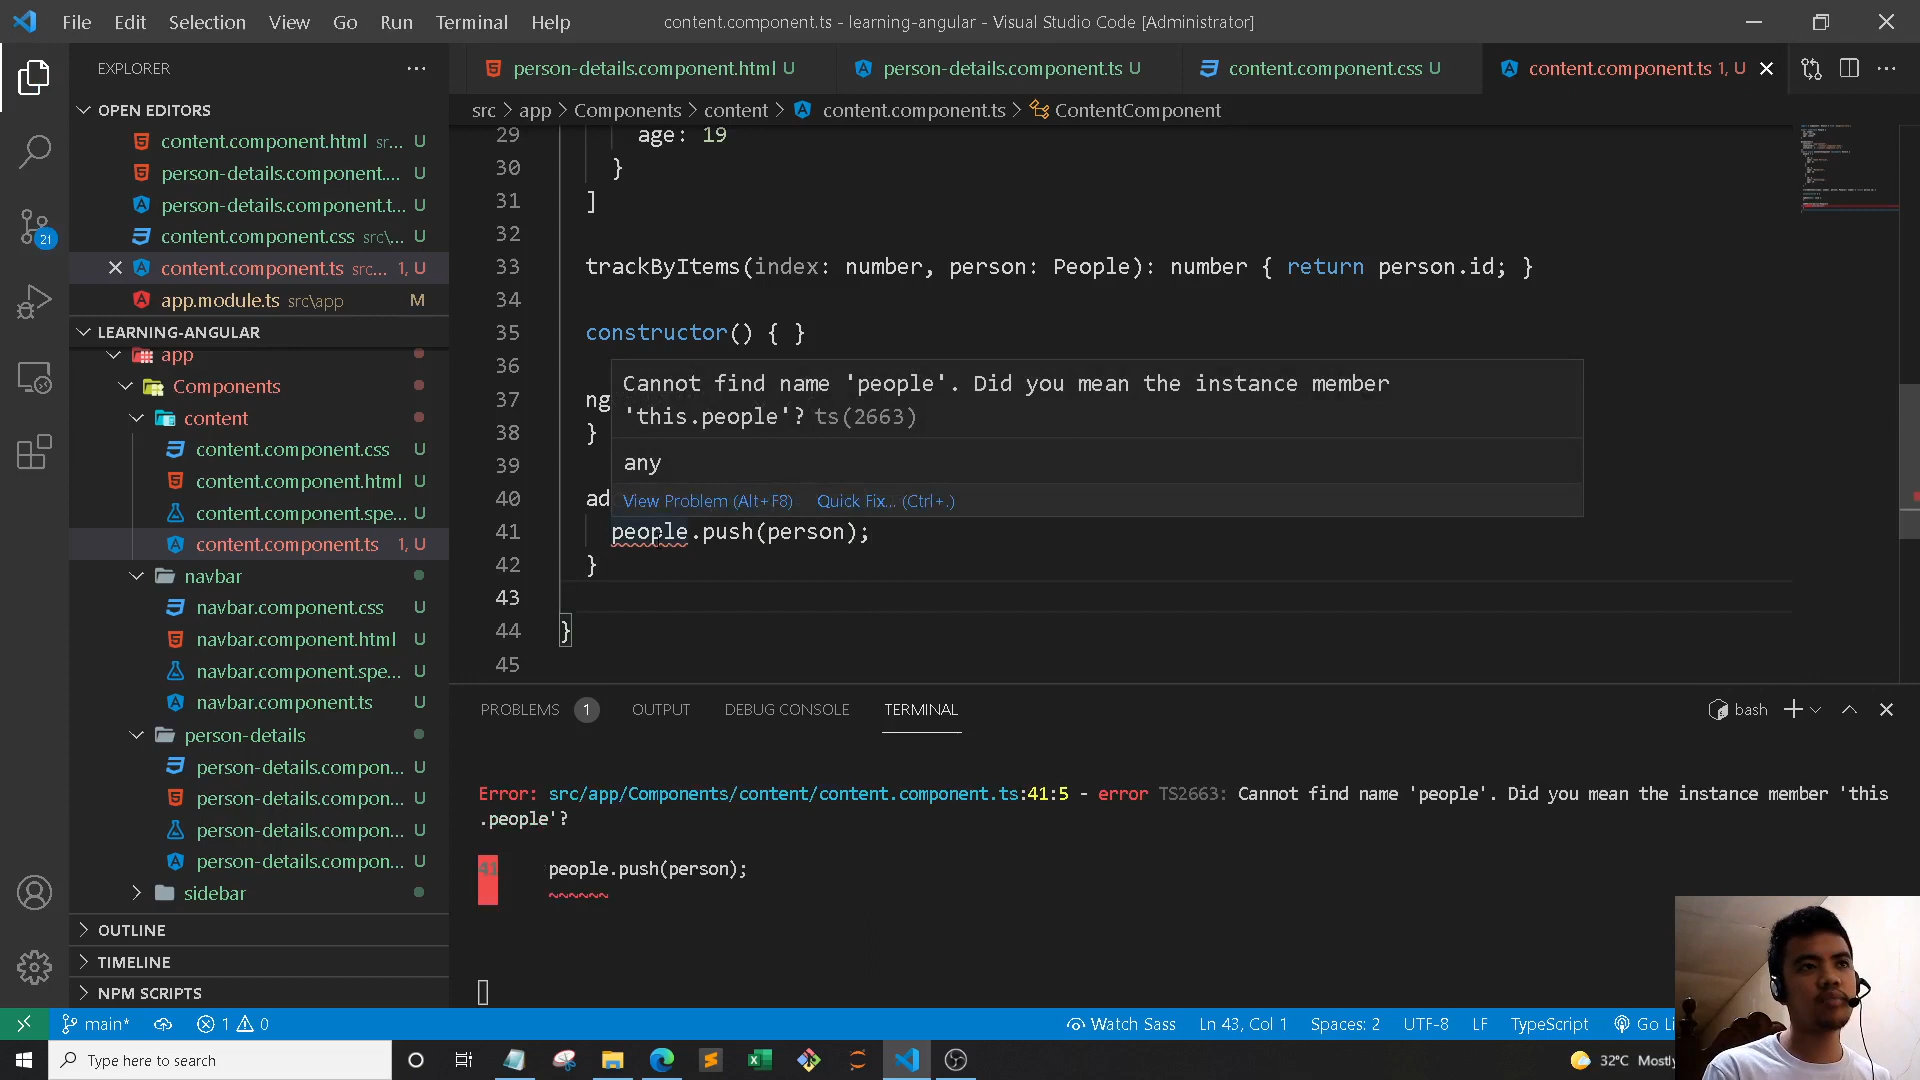 File Edit Selection View Go Run Terminal Help
content.component.ts - learning-angular - Visual Studio Code [Administrator]
EXPLORER
person-details.component.html U
person-details.component.ts U
content.component.css U
content.component.ts 1, U
src > app > Components > content > content.component.ts > ContentComponent
OPEN EDITORS
content.component.html sr... U
person-details.component.... U
person-details.component.t... U
content.component.css src\... U
content.component.ts src... 1, U
app.module.ts src\app M
LEARNING-ANGULAR
app
Components
content
content.component.css U
content.component.html U
content.component.spe... U
content.component.ts 1, U
navbar
navbar.component.css U
navbar.component.html U
navbar.component.spe... U
navbar.component.ts U
person-details
person-details.compon... U
person-details.compon... U
person-details.compon... U
person-details.compon... U
sidebar
OUTLINE
TIMELINE
NPM SCRIPTS
21
29 age: 19
30 }
31 ]
32
33 trackByItems(index: number, person: People): number { return person.id; }
34
35 constructor() { }
36
37 ng
38 }
39
40 ad
41 people.push(person);
42 }
43
44 }
45
Cannot find name 'people'. Did you mean the instance member
'this.people'? ts(2663)
any
View Problem (Alt+F8) Quick Fix... (Ctrl+.)
PROBLEMS 1 OUTPUT DEBUG CONSOLE TERMINAL
bash
Error: src/app/Components/content/content.component.ts:41:5 - error TS2663: Cannot find name 'people'. Did you mean the instance member 'this
.people'?
41 people.push(person);
~~~~~~
main* 1 0
Watch Sass Ln 43, Col 1 Spaces: 2 UTF-8 LF TypeScript Go Li
Type here to search
32°C Mostly